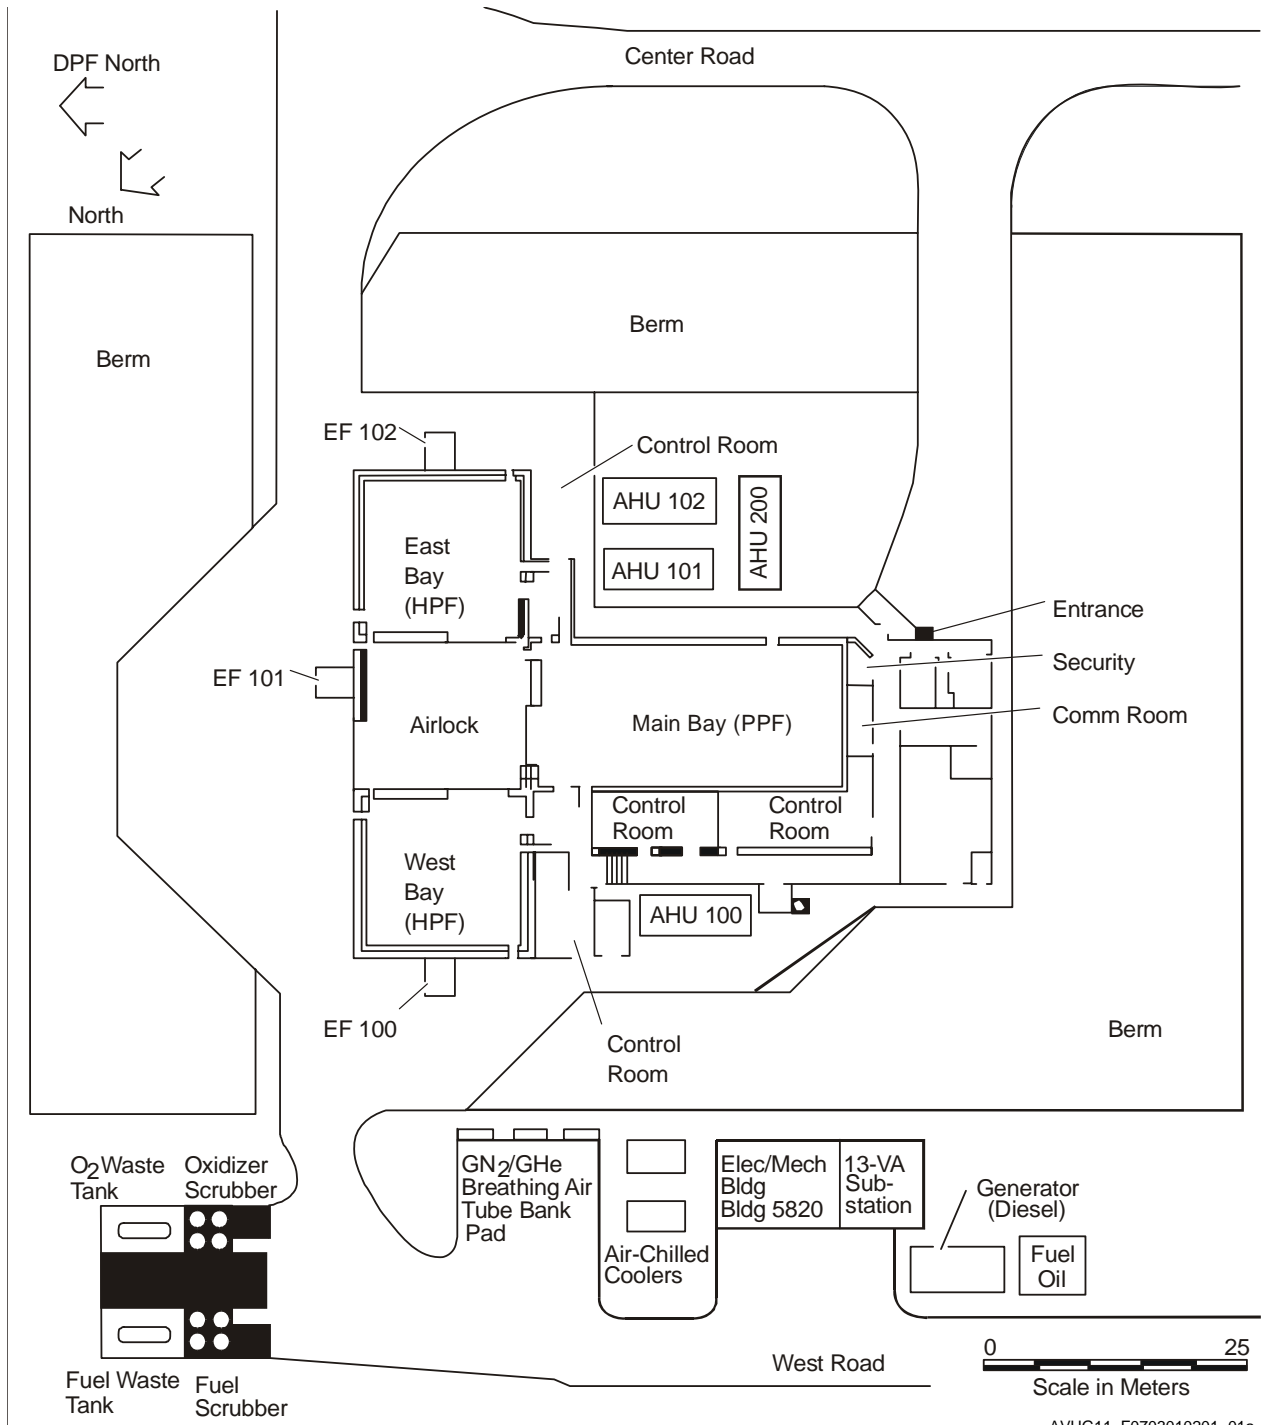 Center Road
DPF North
North
Berm
Berm
EF 102
Control Room
AHU 102
AHU 200
AHU 101
East
Bay
(HPF)
Entrance
Security
EF 101
Airlock
Main Bay (PPF)
Comm Room
Control
Room
Control
Room
West
Bay
(HPF)
AHU 100
EF 100
Control
Room
Berm
O2 Waste
Tank
Oxidizer
Scrubber
GN2/GHe
Breathing Air
Tube Bank
Pad
Air-Chilled
Coolers
Elec/Mech
Bldg
Bldg 5820
13-VA
Sub-
station
Generator
(Diesel)
Fuel
Oil
Fuel Waste
Tank
Fuel
Scrubber
West Road
0 25
Scale in Meters